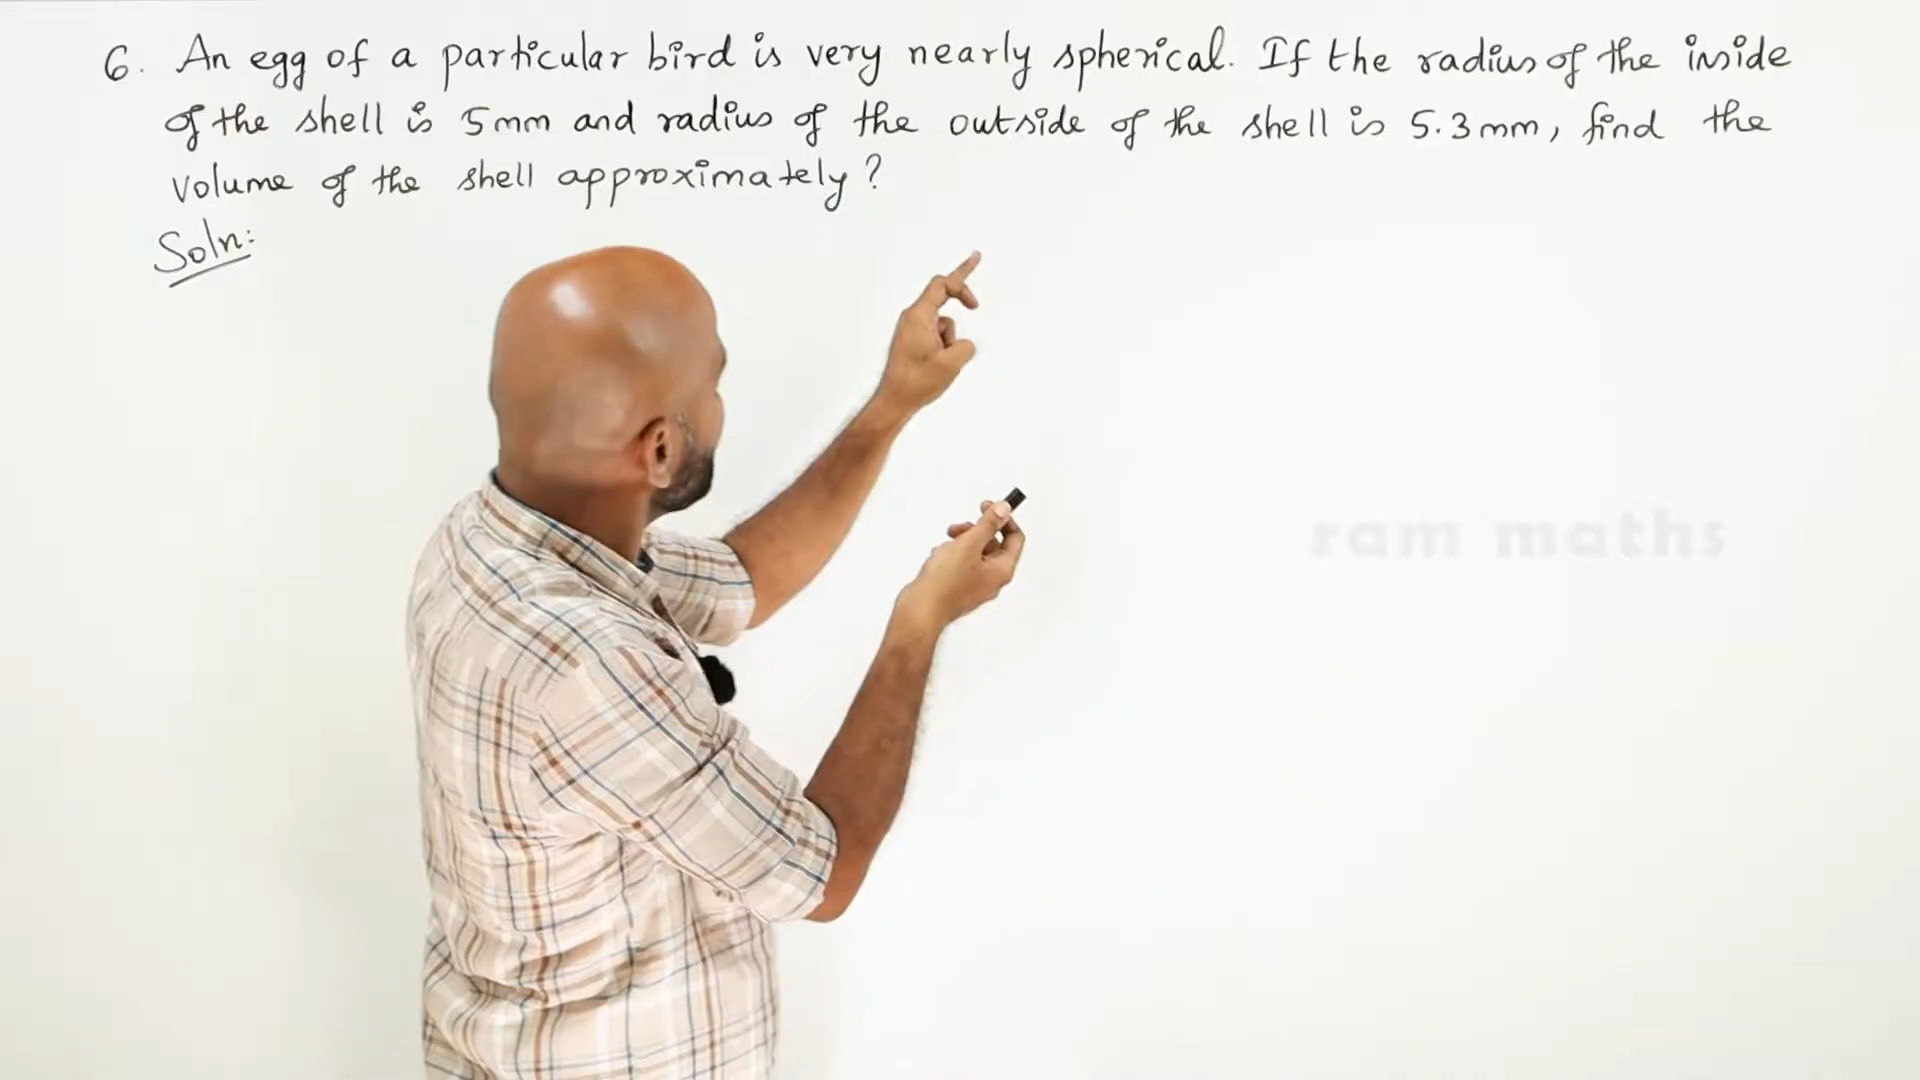 6. An egg of a particular bird is very nearly spherical. If the radius of the inside
of the shell is 5mm and radius of the outside of the shell is 5.3mm, find the
volume of the shell approximately?
Soln:
ram maths